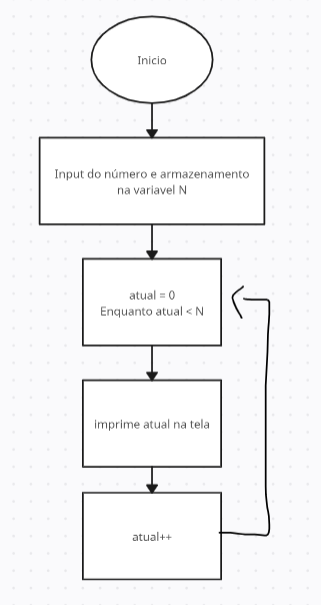 Inicio
Input do número e armazenamento
na variavel N
atual = 0
Enquanto atual < N
imprime atual na tela
atual++